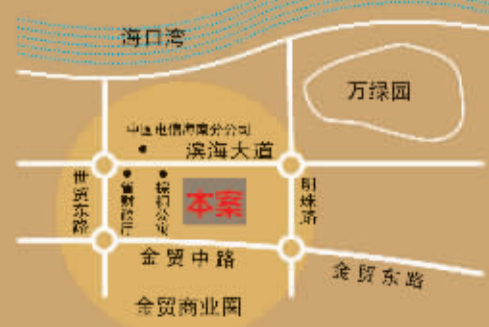 海口湾
万绿园
中国电信海南分公司
滨海大道
世贸东路
省财政厅
棕榈公寓
本案
明珠路
金贸中路
金贸东路
金贸商业圈